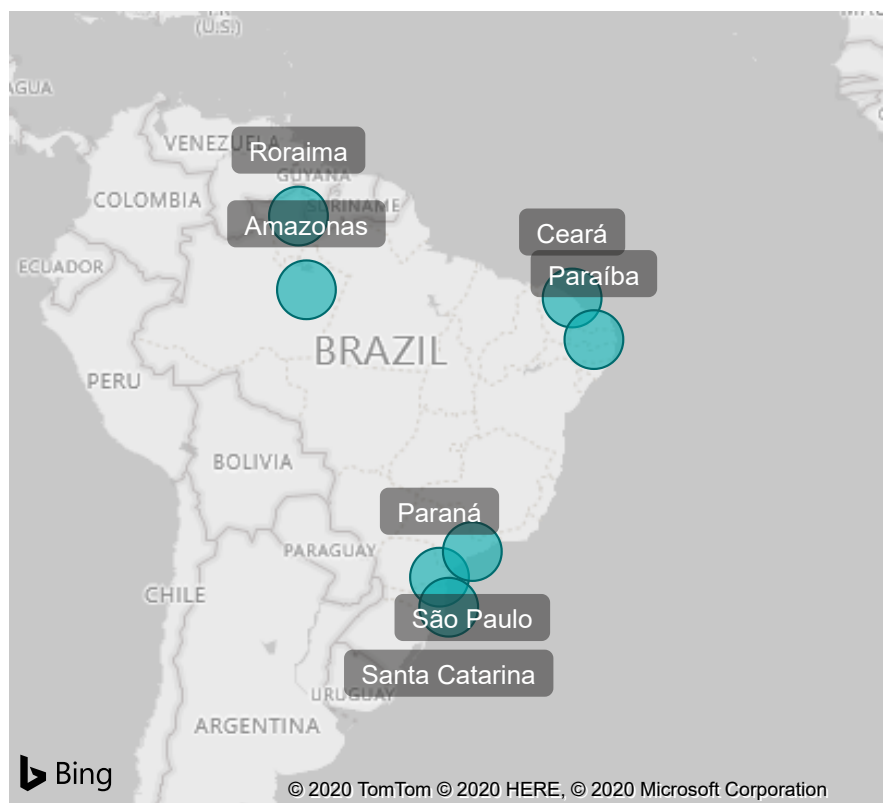 (U.S.)
AGUA
VENEZUELA
Roraima
GUYANA
COLOMBIA
SURINAME
Amazonas
Ceará
ECUADOR
Paraíba
BRAZIL
PERU
BOLIVIA
Paraná
PARAGUAY
CHILE
São Paulo
Santa Catarina
URUGUAY
ARGENTINA
Bing
© 2020 TomTom © 2020 HERE, © 2020 Microsoft Corporation